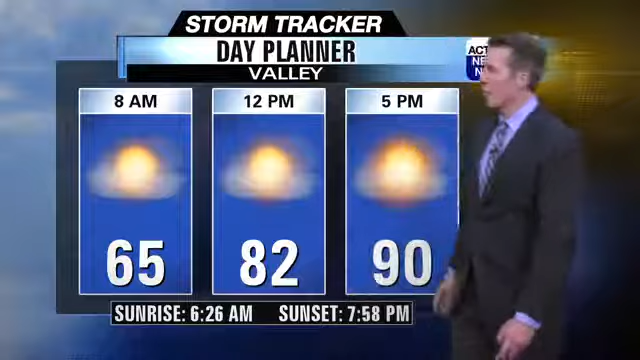 STORM TRACKER
DAY PLANNER
VALLEY
8 AM
12 PM
5 PM
65
82
90
SUNRISE: 6:26 AM SUNSET: 7:58 PM